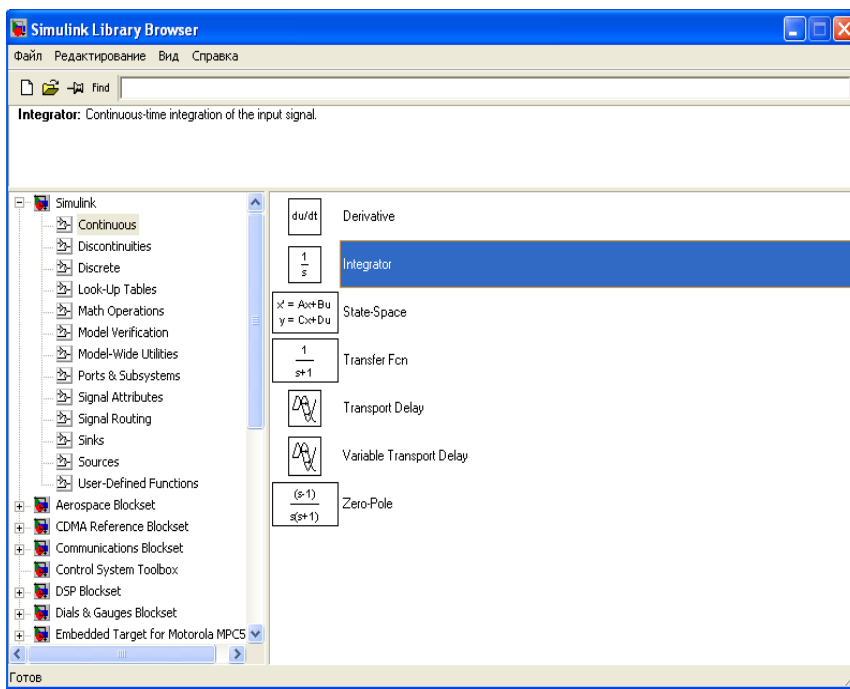 Simulink Library Browser
Файл Редактирование Вид Справка
Find
Integrator: Continuous-time integration of the input signal.
Simulink
Continuous
Discontinuities
Discrete
Look-Up Tables
Math Operations
Model Verification
Model-Wide Utilities
Ports & Subsystems
Signal Attributes
Signal Routing
Sinks
Sources
User-Defined Functions
Aerospace Blockset
CDMA Reference Blockset
Communications Blockset
Control System Toolbox
DSP Blockset
Dials & Gauges Blockset
Embedded Target for Motorola MPC5
du/dt Derivative
1
s
Integrator
x' = Ax+Bu
y = Cx+Du
State-Space
1
s+1
Transfer Fcn
Transport Delay
Variable Transport Delay
(s-1)
s(s+1)
Zero-Pole
Готов